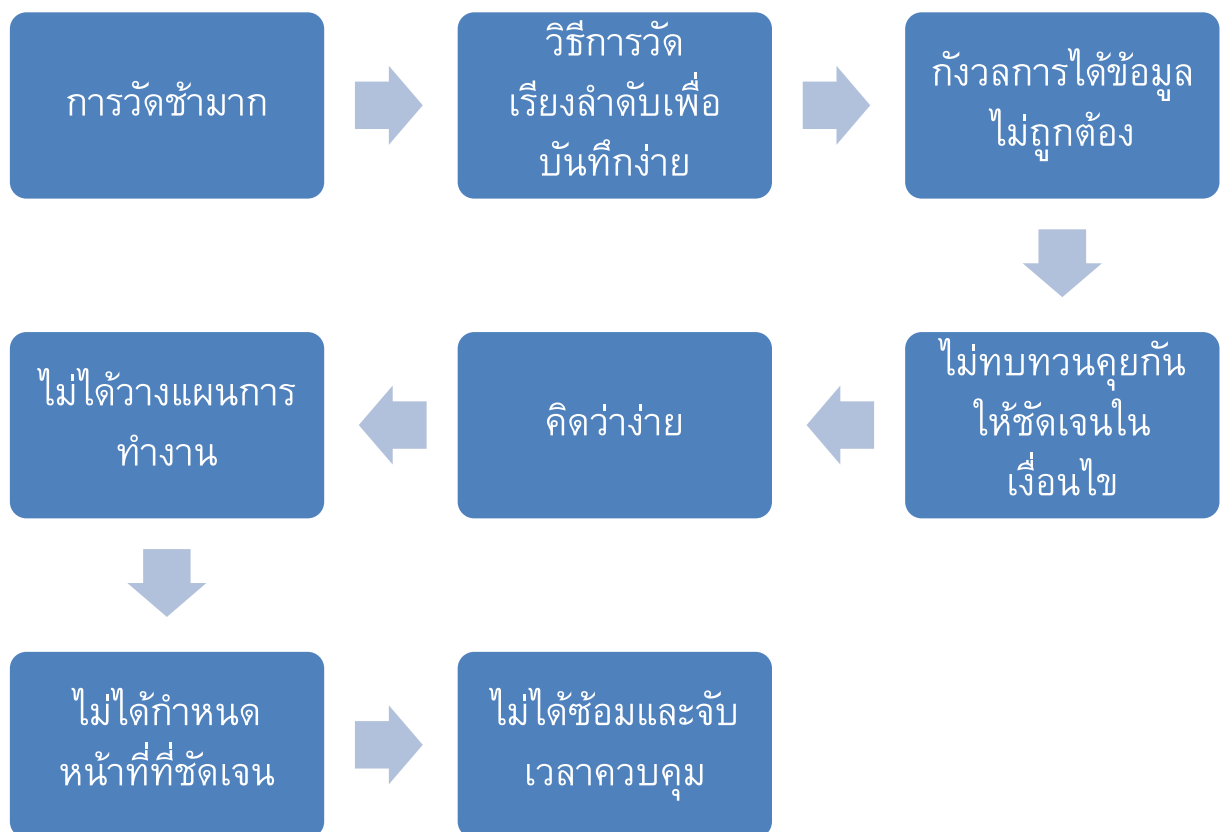 การวัดช้ามาก
วิธีการวัด
เรียงลำดับเพื่อ
บันทึกง่าย
กังวลการได้ข้อมูล
ไม่ถูกต้อง
ไม่ทบทวนคุยกัน
ให้ชัดเจนใน
เงื่อนไข
คิดว่าง่าย
ไม่ได้วางแผนการ
ทำงาน
ไม่ได้กำหนด
หน้าที่ที่ชัดเจน
ไม่ได้ซ้อมและจับ
เวลาควบคุม